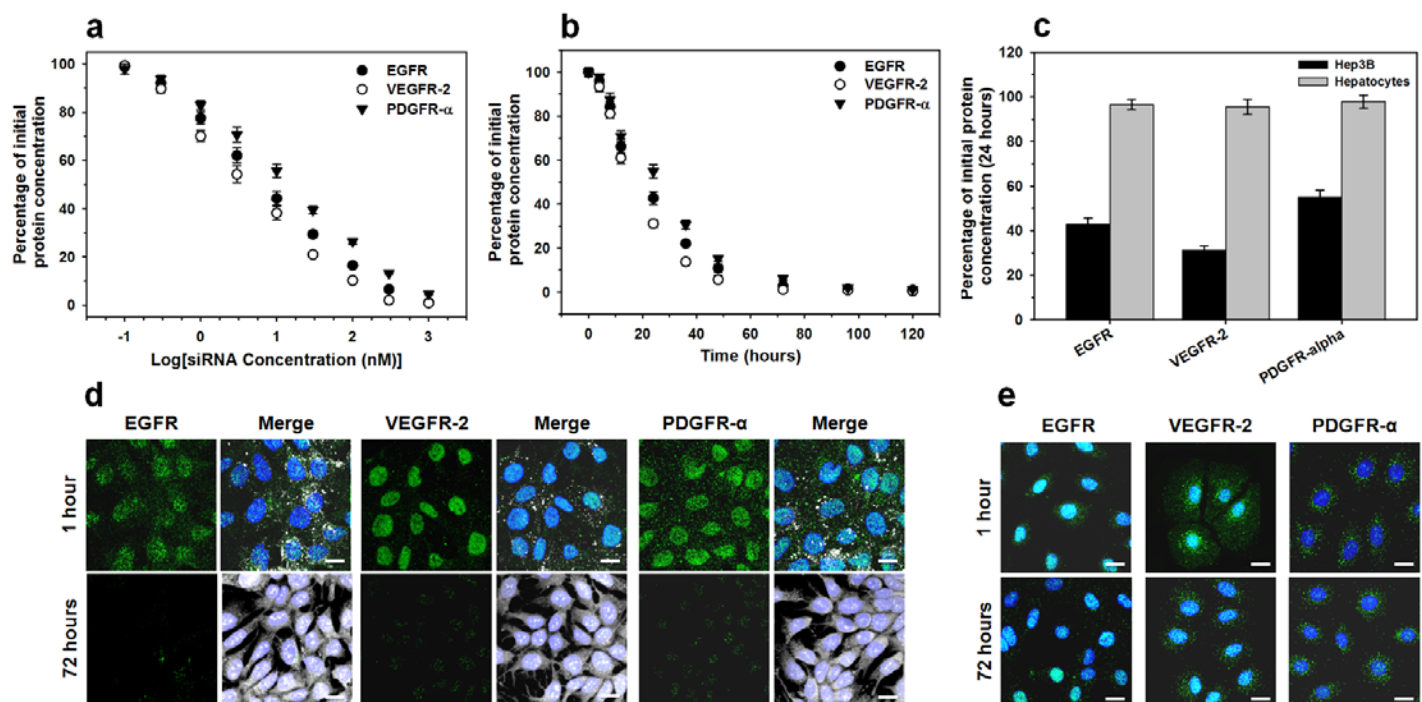 a
Percentage of initial
protein concentration
100
80
60
40
20
0
-1
0
1
2
3
Log[siRNA Concentration (nM)]
EGFR
VEGFR-2
PDGFR-α
b
Percentage of initial
protein concentration
100
80
60
40
20
0
0
20
40
60
80
100
120
Time (hours)
EGFR
VEGFR-2
PDGFR-α
c
Percentage of initial protein
concentration (24 hours)
120
100
80
60
40
20
0
Hep3B
Hepatocytes
EGFR
VEGFR-2
PDGFR-alpha
d
EGFR Merge VEGFR-2 Merge PDGFR-α Merge
1 hour
72 hours
e
EGFR VEGFR-2 PDGFR-α
1 hour
72 hours